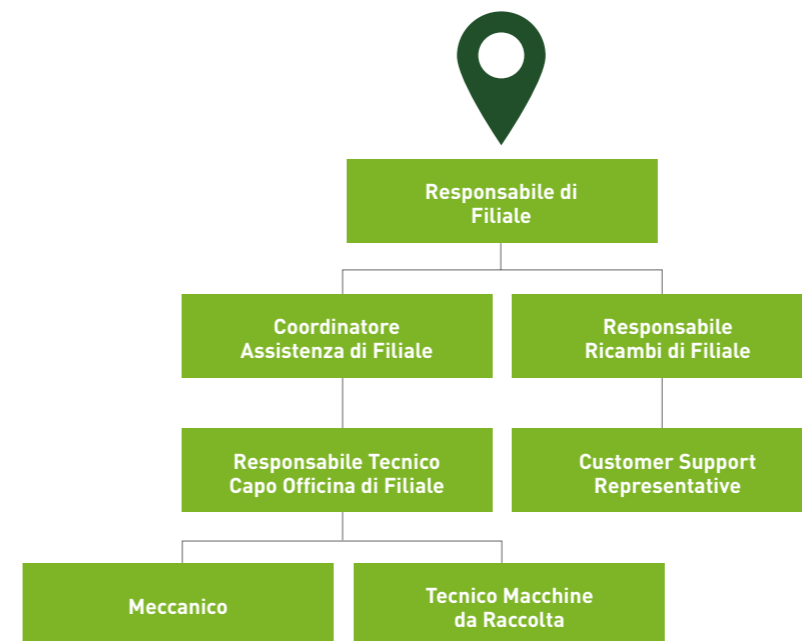 Responsabile di
Filiale
Coordinatore
Assistenza di Filiale
Responsabile
Ricambi di Filiale
Responsabile Tecnico
Capo Officina di Filiale
Customer Support
Representative
Meccanico
Tecnico Macchine
da Raccolta